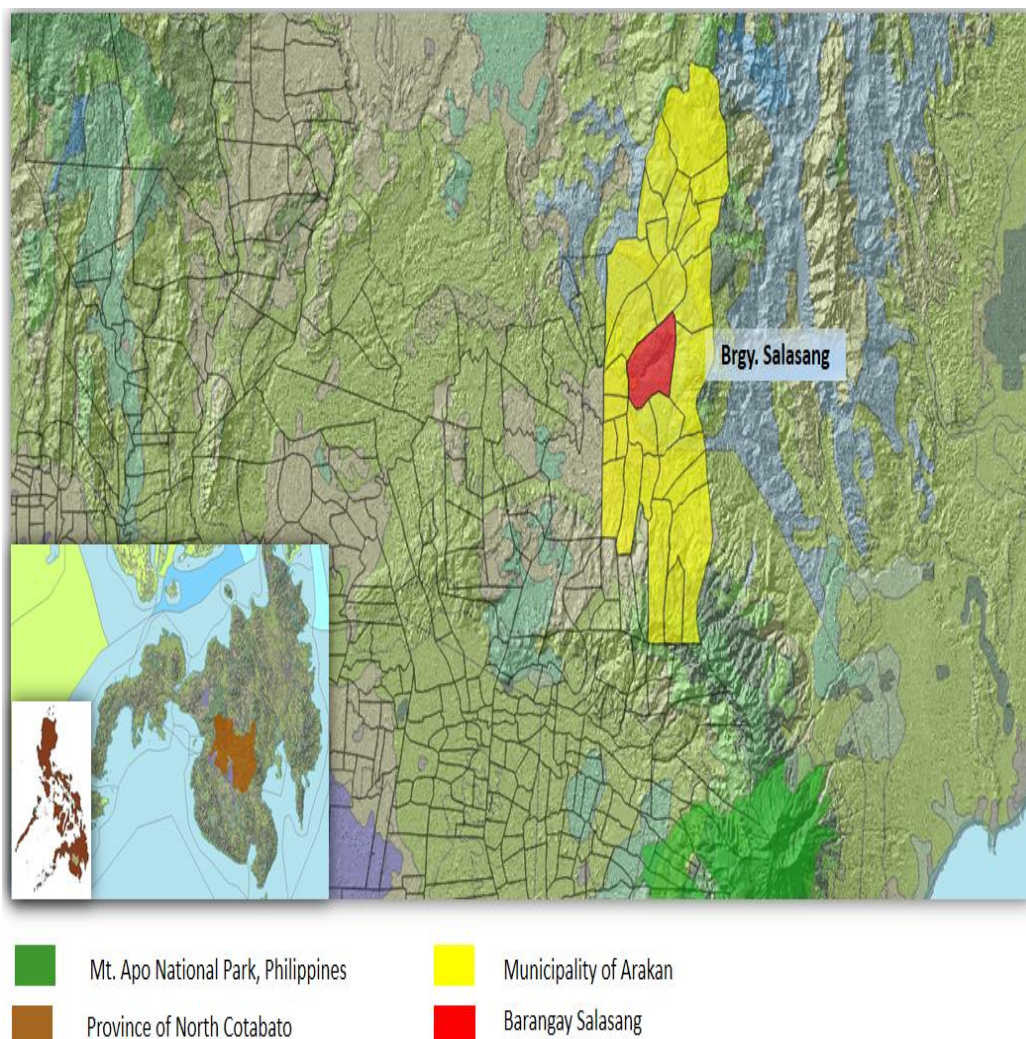 Brgy. Salasang
Mt. Apo National Park, Philippines
Municipality of Arakan
Province of North Cotabato
Barangay Salasang